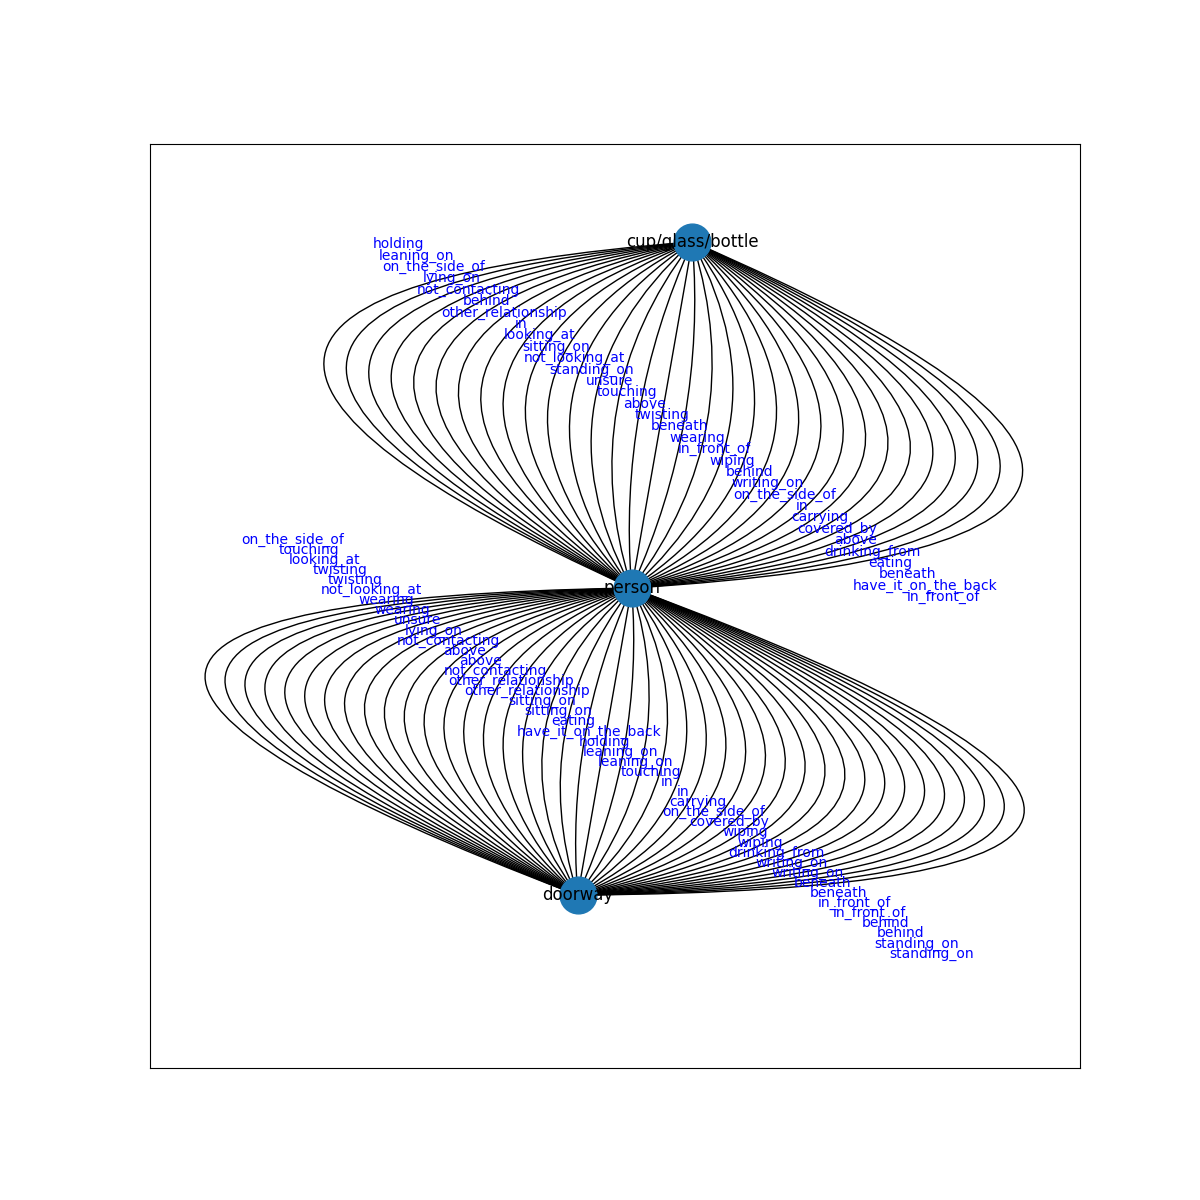 cup/glass/bottle
holding
leaning_on
on_the_side_of
lying_on
not_contacting
behind
other_relationship
in
looking_at
sitting_on
not_looking_at
standing_on
unsure
touching
above
twisting
beneath
wearing
in_front_of
wiping
behind
writing_on
on_the_side_of
in
carrying
covered_by
above
drinking_from
eating
beneath
have_it_on_the_back
in_front_of
person
on_the_side_of
touching
looking_at
twisting
twisting
not_looking_at
wearing
wearing
unsure
lying_on
not_contacting
above
above
not_contacting
other_relationship
other_relationship
sitting_on
sitting_on
eating
have_it_on_the_back
holding
leaning_on
leaning_on
touching
in
in
carrying
on_the_side_of
covered_by
wiping
wiping
drinking_from
writing_on
writing_on
beneath
beneath
in_front_of
in_front_of
behind
behind
standing_on
standing_on
doorway